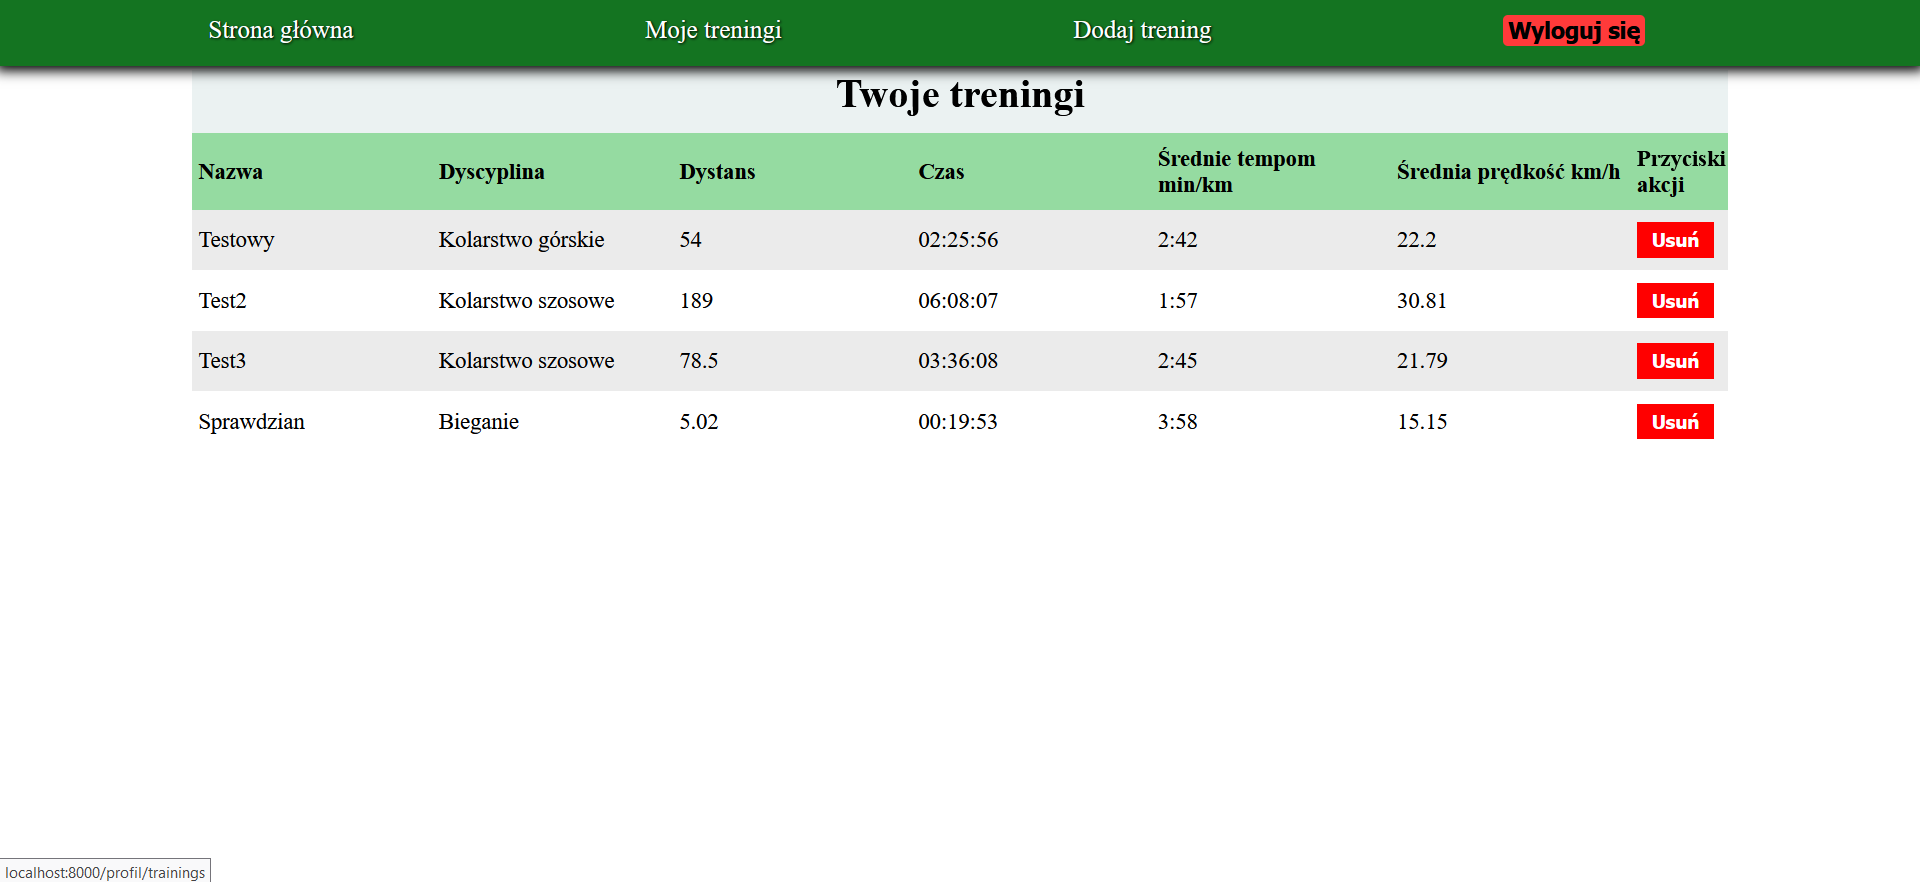 Strona główna Moje treningi Dodaj trening Wyloguj się
Twoje treningi
Nazwa Dyscyplina Dystans Czas Średnie tempom min/km Średnia prędkość km/h Przyciski akcji
Testowy Kolarstwo górskie 54 02:25:56 2:42 22.2 Usuń
Test2 Kolarstwo szosowe 189 06:08:07 1:57 30.81 Usuń
Test3 Kolarstwo szosowe 78.5 03:36:08 2:45 21.79 Usuń
Sprawdzian Bieganie 5.02 00:19:53 3:58 15.15 Usuń
localhost:8000/profil/trainings